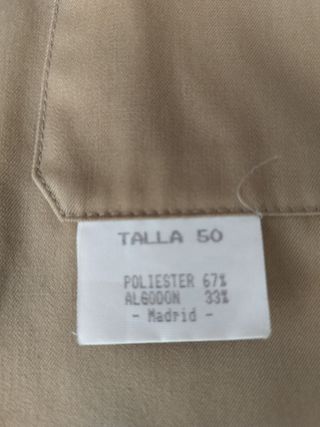 TALLA 50
POLIESTER 67%
ALGODON 33%
- Madrid -